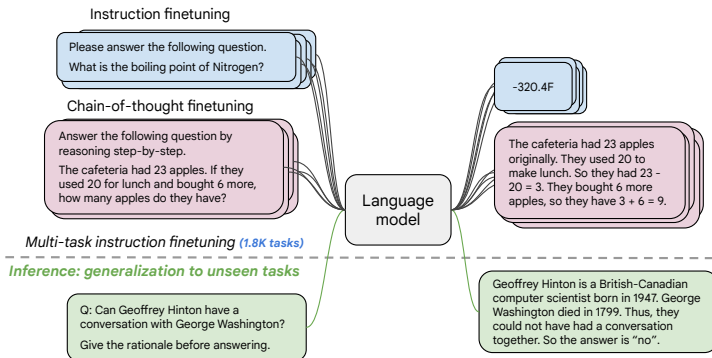 Instruction finetuning
Please answer the following question.
What is the boiling point of Nitrogen?
-320.4F
Chain-of-thought finetuning
Answer the following question by
reasoning step-by-step.
The cafeteria had 23 apples. If they
used 20 for lunch and bought 6 more,
how many apples do they have?
The cafeteria had 23 apples
originally. They used 20 to
make lunch. So they had 23 -
20 = 3. They bought 6 more
apples, so they have 3 + 6 = 9.
Language
model
Multi-task instruction finetuning (1.8K tasks)
Inference: generalization to unseen tasks
Q: Can Geoffrey Hinton have a
conversation with George Washington?
Give the rationale before answering.
Geoffrey Hinton is a British-Canadian
computer scientist born in 1947. George
Washington died in 1799. Thus, they
could not have had a conversation
together. So the answer is “no”.